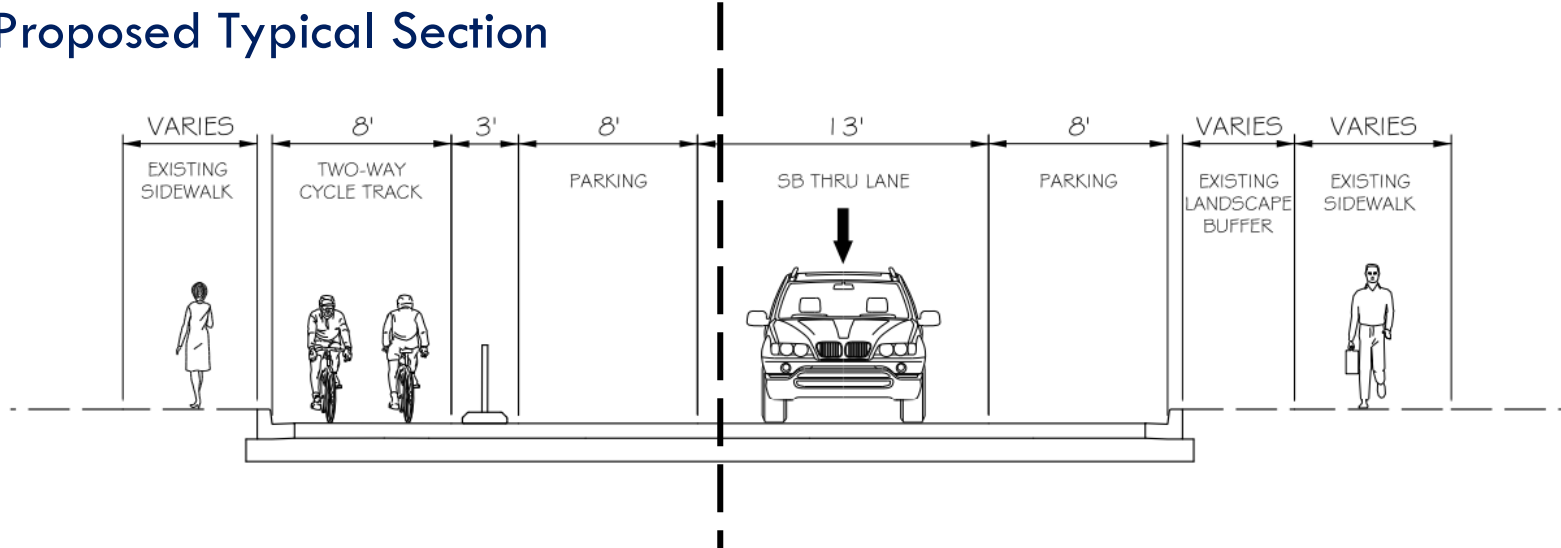 Proposed Typical Section
VARIES 8' 3' 8' 13' 8' VARIES VARIES
EXISTING
SIDEWALK
TWO-WAY
CYCLE TRACK
PARKING
SB THRU LANE
PARKING
EXISTING
LANDSCAPE
BUFFER
EXISTING
SIDEWALK